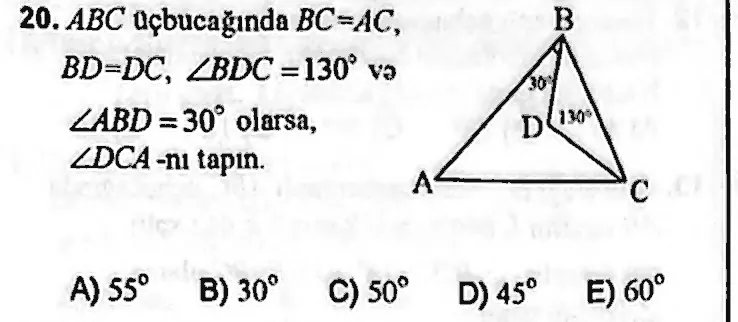 20. ABC üçbucağında BC=AC,
BD=DC, ∠BDC =130° və
∠ABD = 30° olarsa,
∠DCA -nı tapın.
B
30°
D 130°
A
C
A) 55° B) 30° C) 50° D) 45° E) 60°